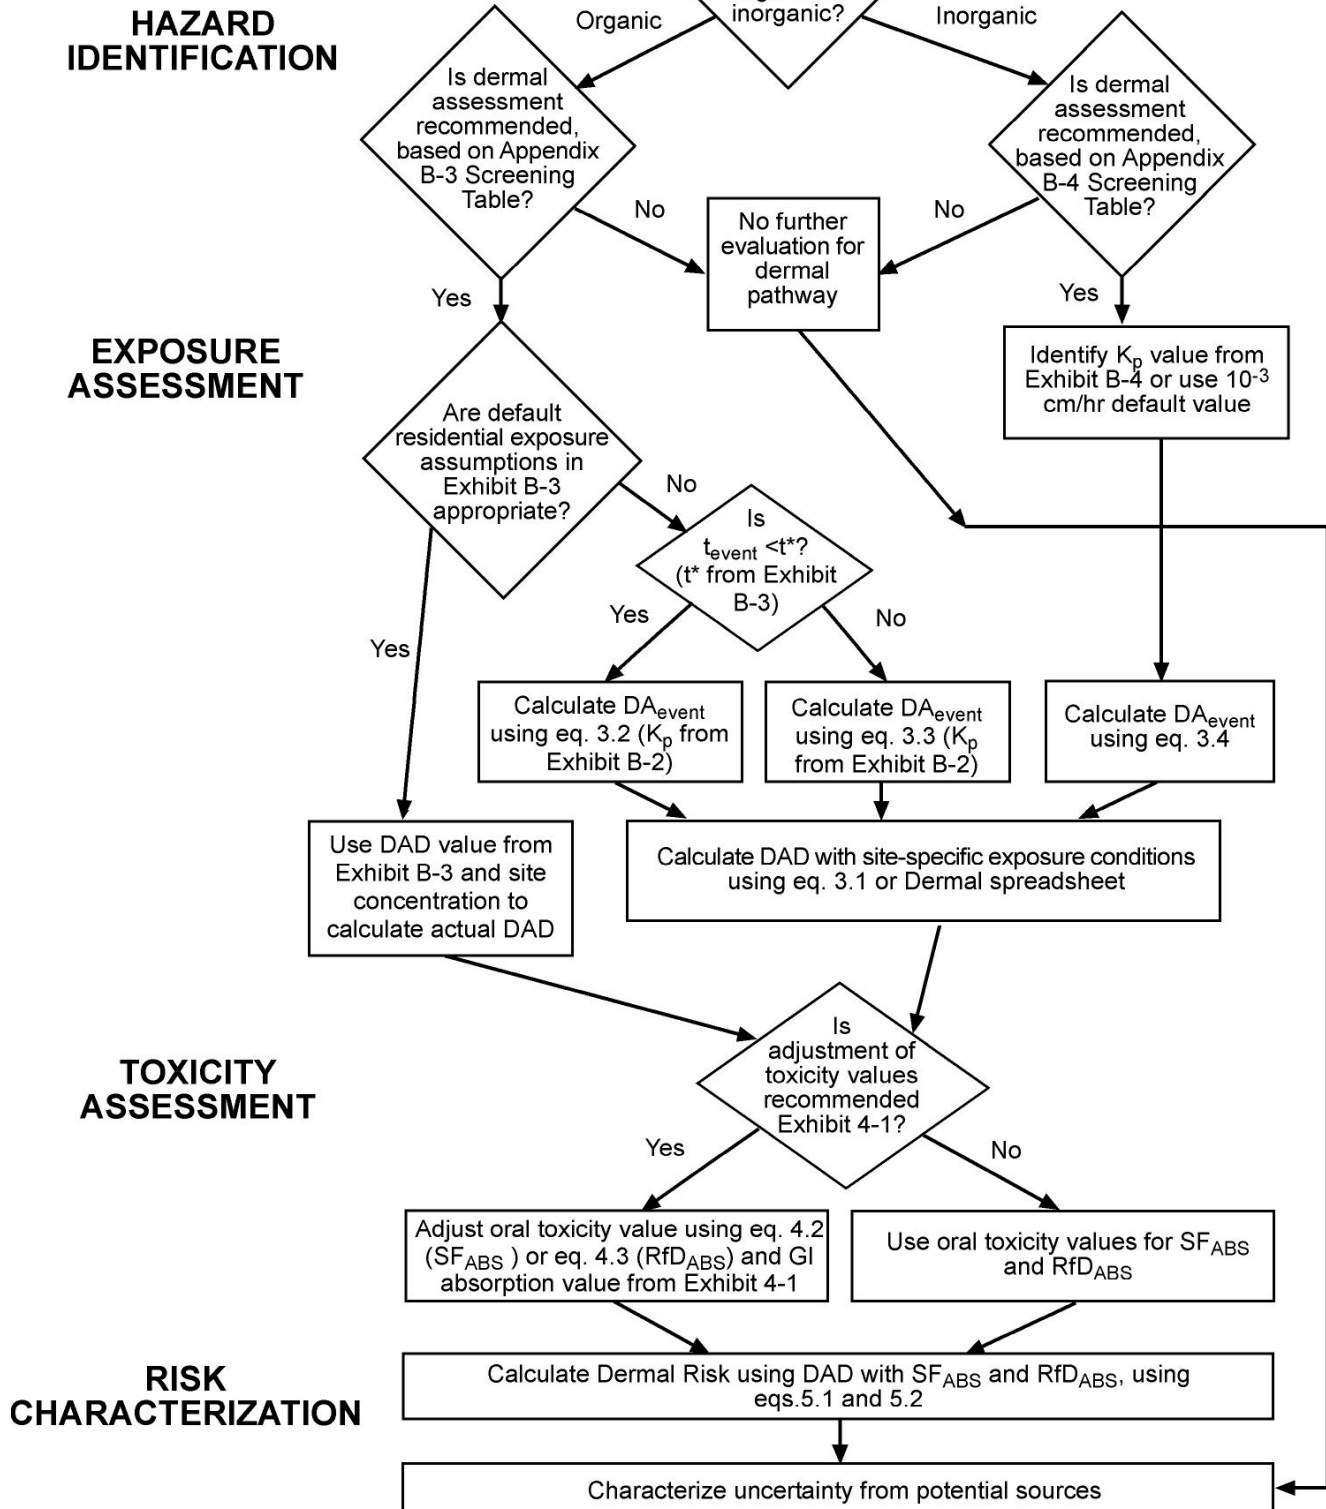 inorganic?
Organic
Inorganic
HAZARD
IDENTIFICATION
Is dermal
assessment
recommended,
based on Appendix
B-3 Screening
Table?
Is dermal
assessment
recommended,
based on Appendix
B-4 Screening
Table?
No
No
No further
evaluation for
dermal
pathway
Yes
Yes
EXPOSURE
ASSESSMENT
Identify Kp value from
Exhibit B-4 or use 10-3
cm/hr default value
Are default
residential exposure
assumptions in
Exhibit B-3
appropriate?
No
Is
tevent <t*?
(t* from Exhibit
B-3)
Yes
No
Yes
Calculate DAevent
using eq. 3.2 (Kp from
Exhibit B-2)
Calculate DAevent
using eq. 3.3 (Kp
from Exhibit B-2)
Calculate DAevent
using eq. 3.4
Use DAD value from
Exhibit B-3 and site
concentration to
calculate actual DAD
Calculate DAD with site-specific exposure conditions
using eq. 3.1 or Dermal spreadsheet
TOXICITY
ASSESSMENT
Is
adjustment of
toxicity values
recommended
Exhibit 4-1?
Yes
No
Adjust oral toxicity value using eq. 4.2
(SFABS ) or eq. 4.3 (RfDABS) and GI
absorption value from Exhibit 4-1
Use oral toxicity values for SFABS
and RfDABS
RISK
CHARACTERIZATION
Calculate Dermal Risk using DAD with SFABS and RfDABS, using
eqs.5.1 and 5.2
Characterize uncertainty from potential sources